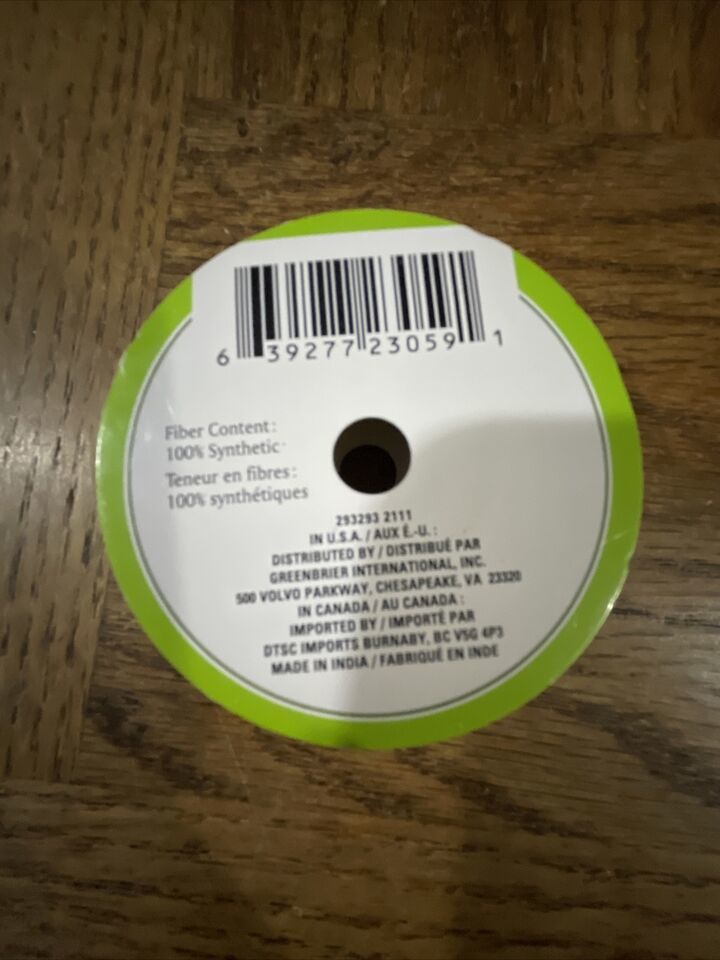 6 39277 23059 1
Fiber Content:
100% Synthetic
Teneur en fibres:
100% synthétiques
293293 2111
IN U.S.A. / AUX É.-U. :
DISTRIBUTED BY / DISTRIBUÉ PAR
GREENBRIER INTERNATIONAL, INC.
500 VOLVO PARKWAY, CHESAPEAKE, VA 23320
IN CANADA / AU CANADA :
IMPORTED BY / IMPORTÉ PAR
DTSC IMPORTS BURNABY, BC V5G 4P3
MADE IN INDIA / FABRIQUÉ EN INDE